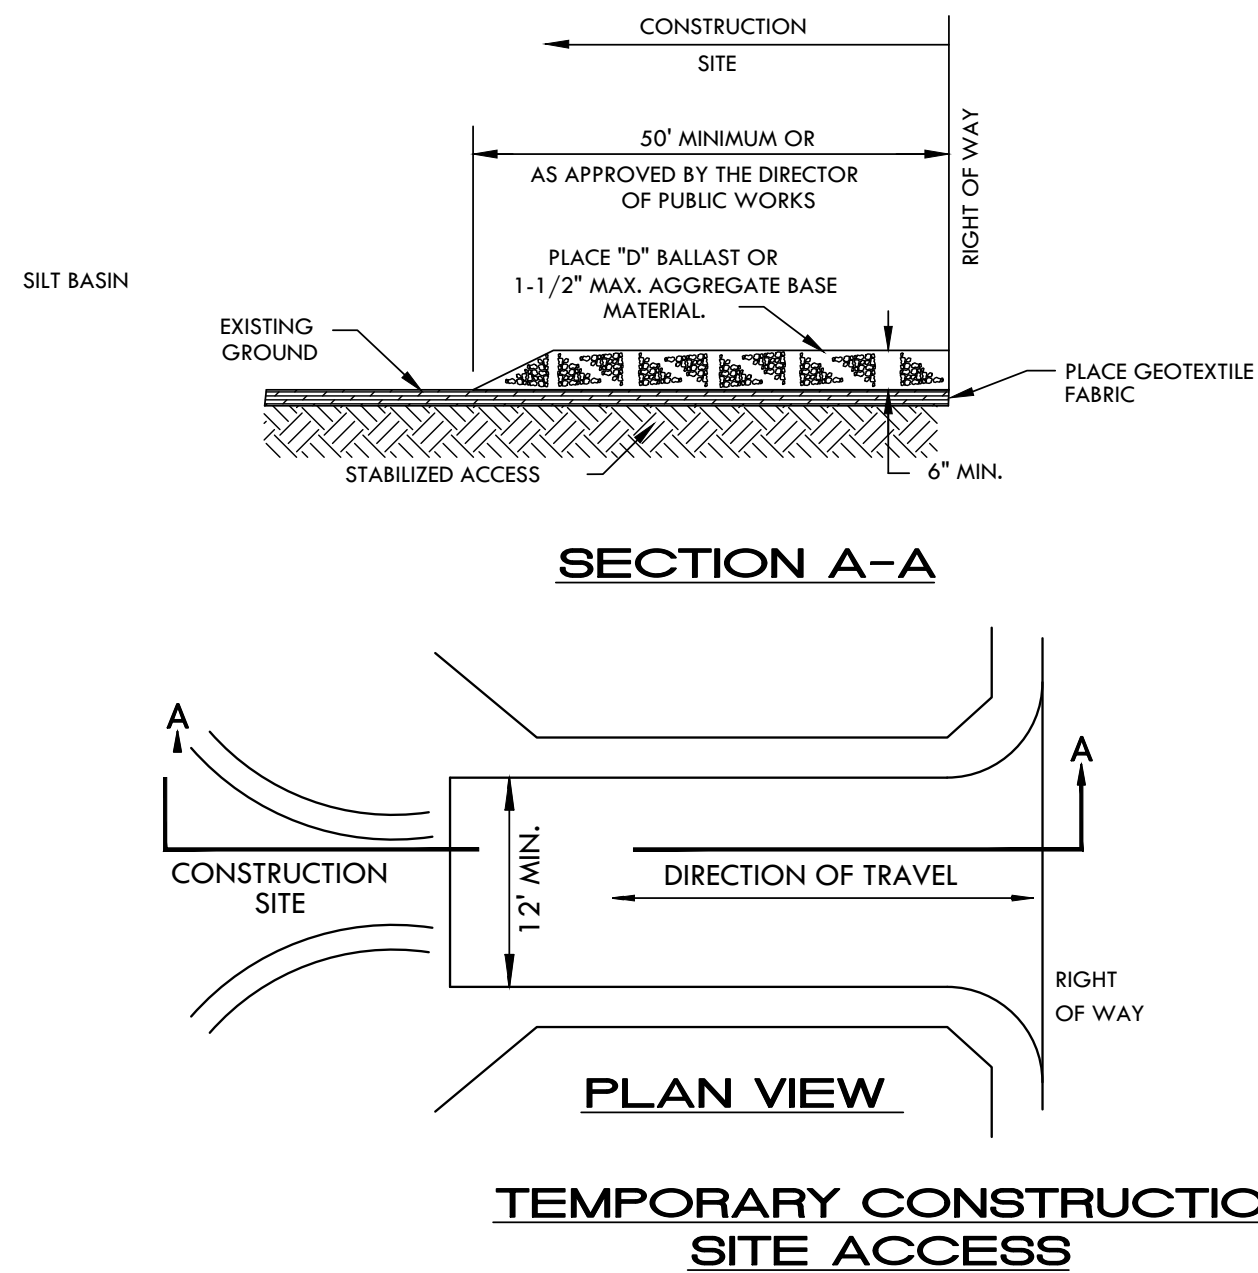 CONSTRUCTION
SITE
50' MINIMUM OR
AS APPROVED BY THE DIRECTOR
OF PUBLIC WORKS
RIGHT OF WAY
PLACE "D" BALLAST OR
1-1/2" MAX. AGGREGATE BASE
MATERIAL.
SILT BASIN
EXISTING
GROUND
PLACE GEOTEXTILE
FABRIC
STABILIZED ACCESS
6" MIN.
SECTION A-A
A
A
CONSTRUCTION
SITE
12' MIN.
DIRECTION OF TRAVEL
RIGHT
OF WAY
PLAN VIEW
TEMPORARY CONSTRUCTIO
SITE ACCESS